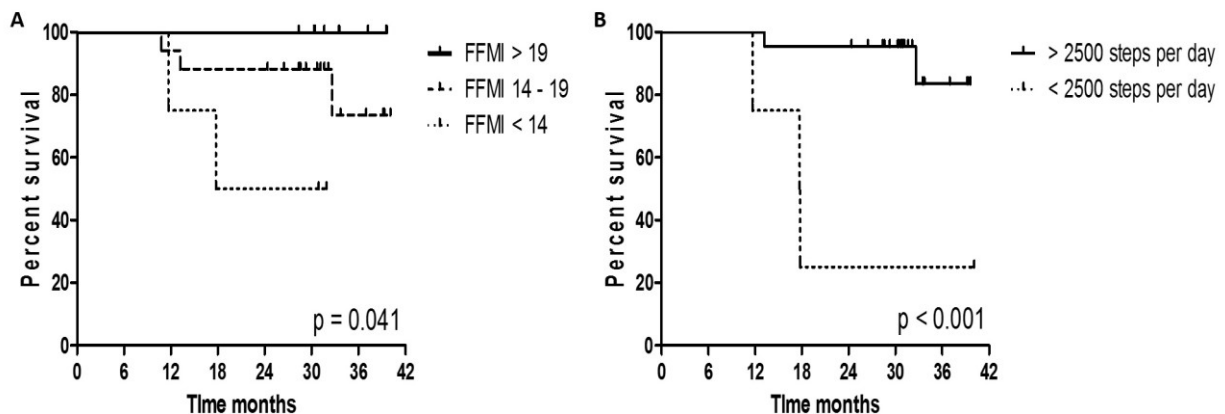 A
Percent survival
100
80
60
40
20
0
0 6 12 18 24 30 36 42
TIme months
p = 0.041
FFMI > 19
FFMI 14 - 19
FFMI < 14
B
Percent survival
100
80
60
40
20
0
0 6 12 18 24 30 36 42
TIme months
p < 0.001
> 2500 steps per day
< 2500 steps per day